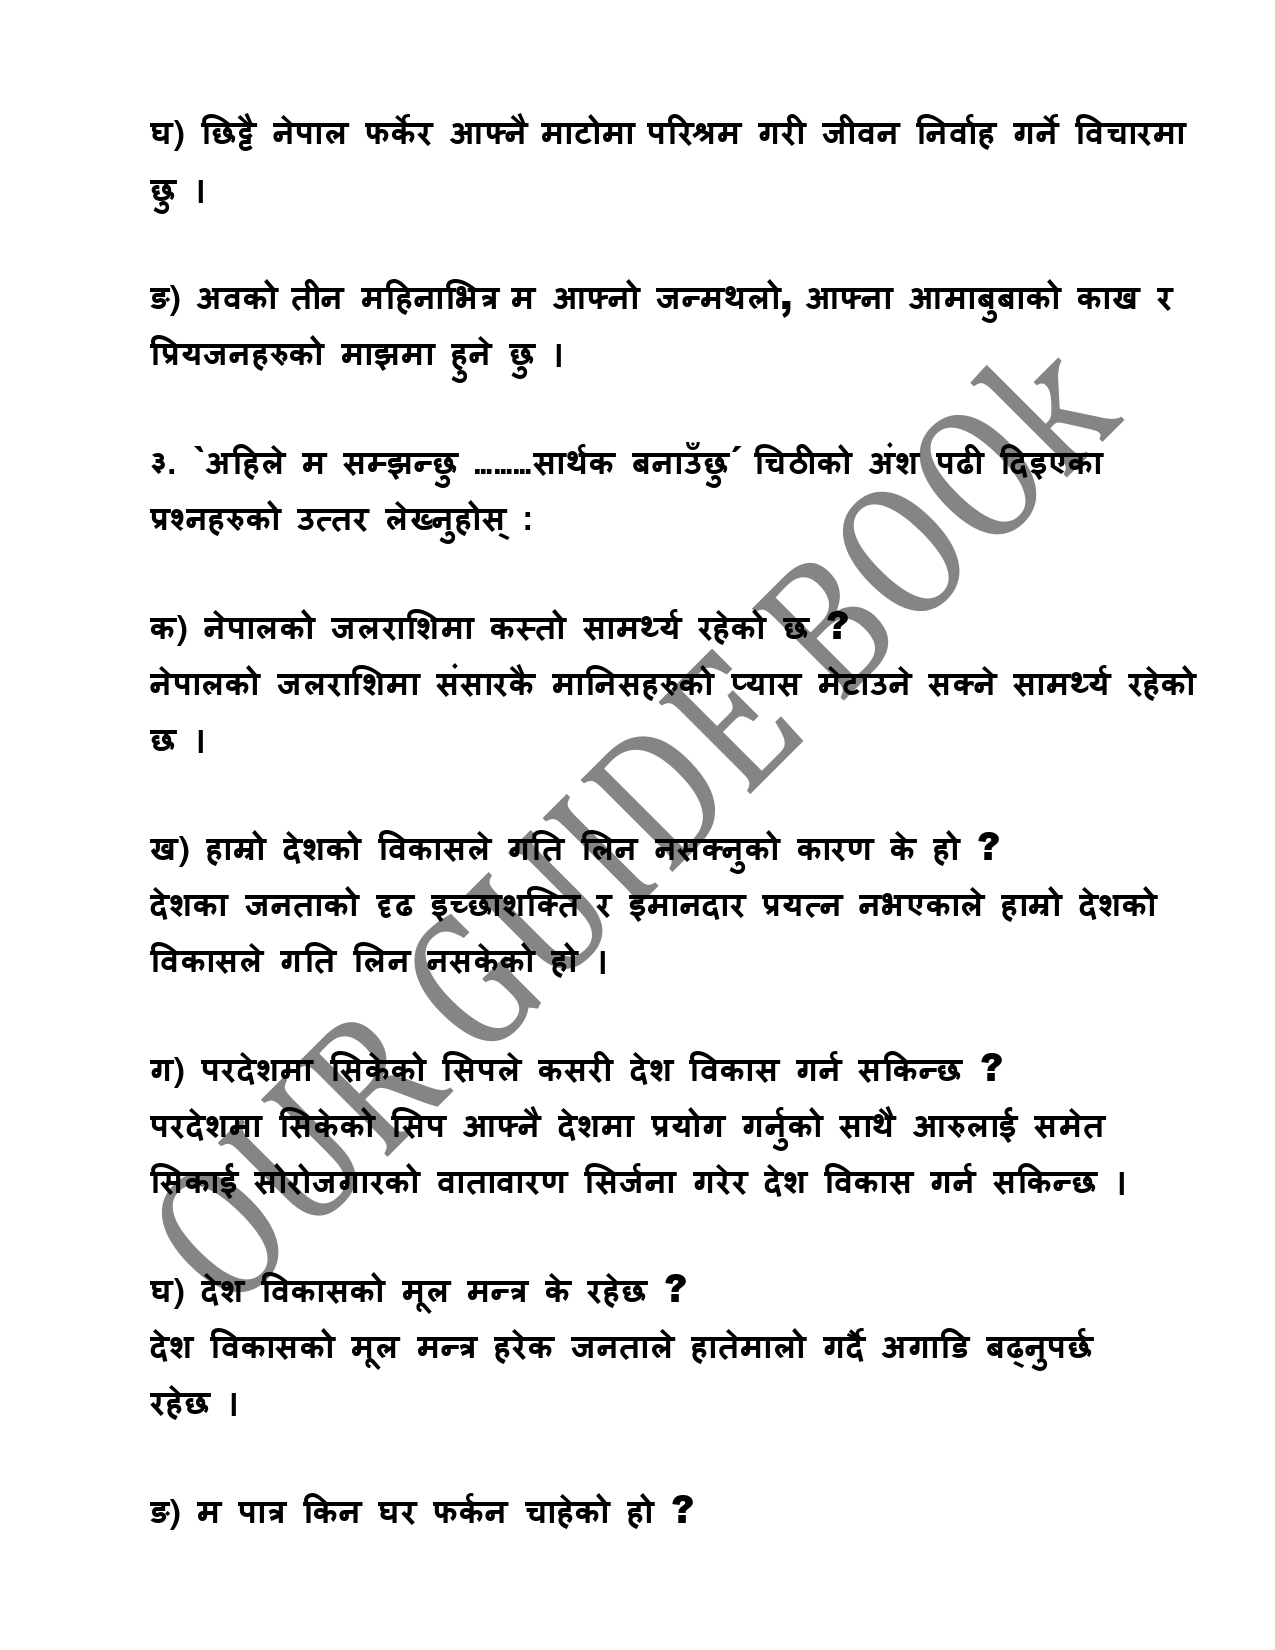 घ) छिट्टै नेपाल फर्केर आफ्नै माटोमा परिश्रम गरी जीवन निर्वाह गर्ने विचारमा
छु ।
ङ) अवको तीन महिनाभित्र म आफ्नो जन्मथलो, आफ्ना आमाबुबाको काख र
प्रियजनहरुको माझमा हुने छु ।
३. `अहिले म सम्झन्छु ………सार्थक बनाउँछु´ चिठीको अंश पढी दिइएका
प्रश्नहरुको उत्तर लेख्नुहोस् :
क) नेपालको जलराशिमा कस्तो सामर्थ्य रहेको छ ?
नेपालको जलराशिमा संसारकै मानिसहरुको प्यास मेटाउने सक्ने सामर्थ्य रहेको
छ ।
ख) हाम्रो देशको विकासले गति लिन नसक्नुको कारण के हो ?
देशका जनताको दृढ इच्छाशक्ति र इमानदार प्रयत्न नभएकाले हाम्रो देशको
विकासले गति लिन नसकेको हो ।
ग) परदेशमा सिकेको सिपले कसरी देश विकास गर्न सकिन्छ ?
परदेशमा सिकेको सिप आफ्नै देशमा प्रयोग गर्नुको साथै आरुलाई समेत
सिकाई सोरोजगारको वातावारण सिर्जना गरेर देश विकास गर्न सकिन्छ ।
घ) देश विकासको मूल मन्त्र के रहेछ ?
देश विकासको मूल मन्त्र हरेक जनताले हातेमालो गर्दै अगाडि बढ्नुपर्छ
रहेछ ।
ङ) म पात्र किन घर फर्कन चाहेको हो ?
OUR GUIDE BOOk